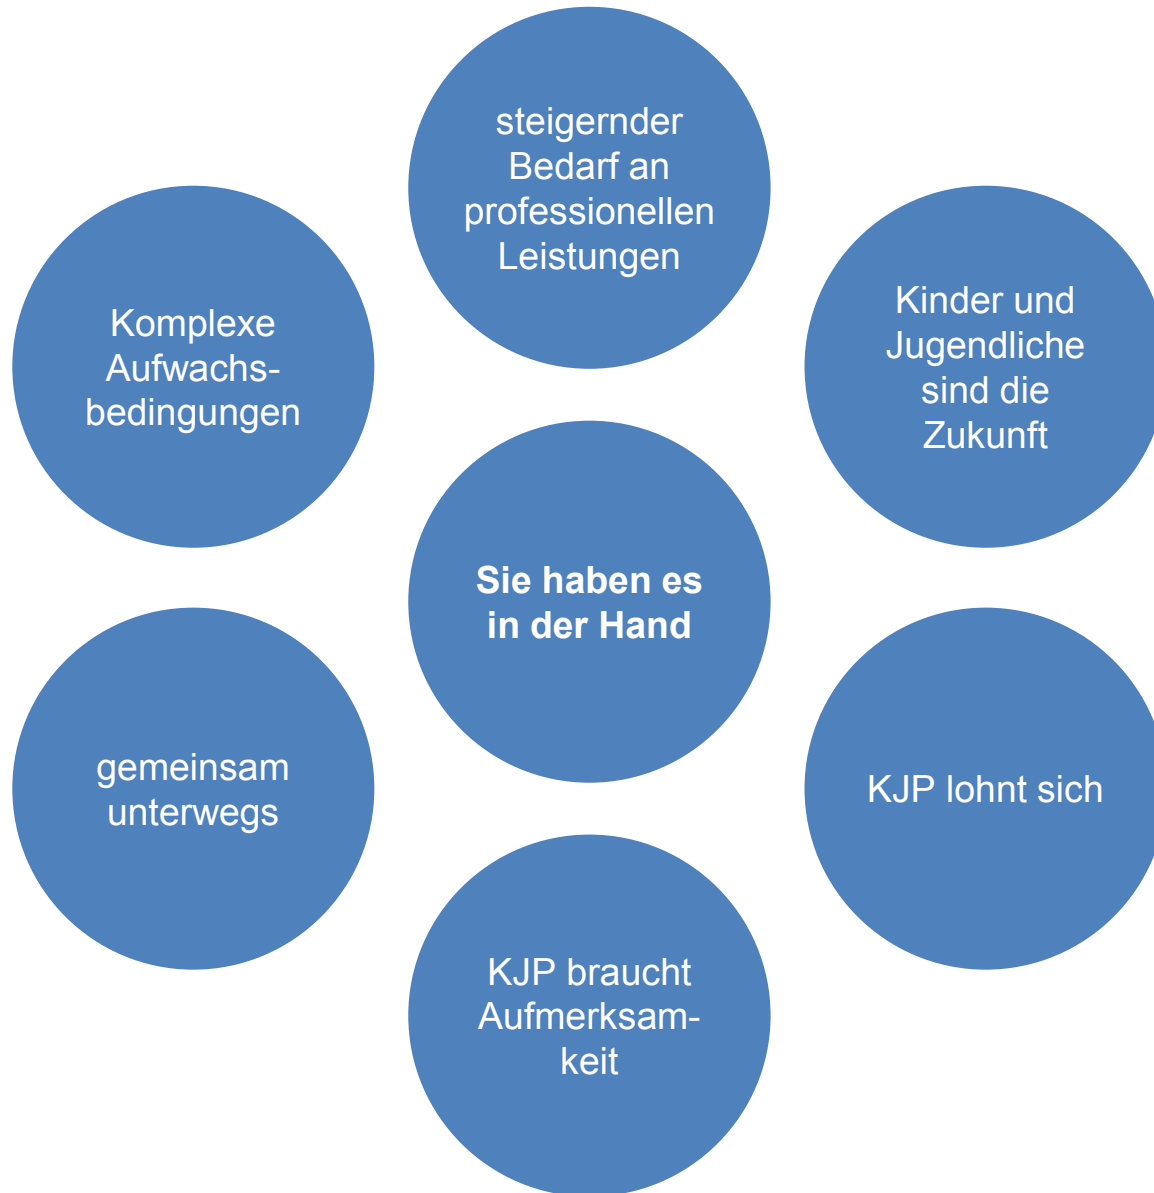 steigernder
Bedarf an
professionellen
Leistungen
Komplexe
Aufwachs-
bedingungen
Kinder und
Jugendliche
sind die
Zukunft
Sie haben es
in der Hand
gemeinsam
unterwegs
KJP lohnt sich
KJP braucht
Aufmerksam-
keit